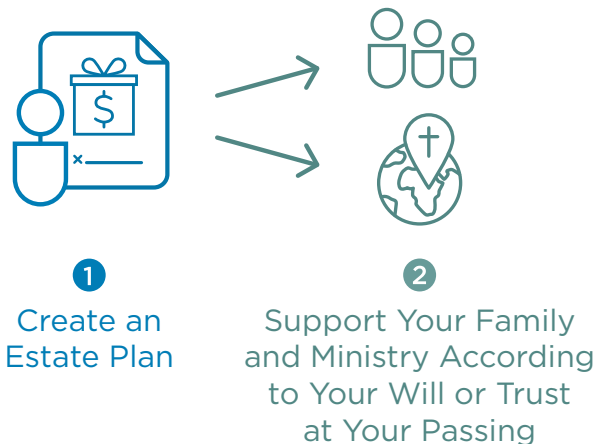 $
×
1
Create an
Estate Plan
2
Support Your Family
and Ministry According
to Your Will or Trust
at Your Passing